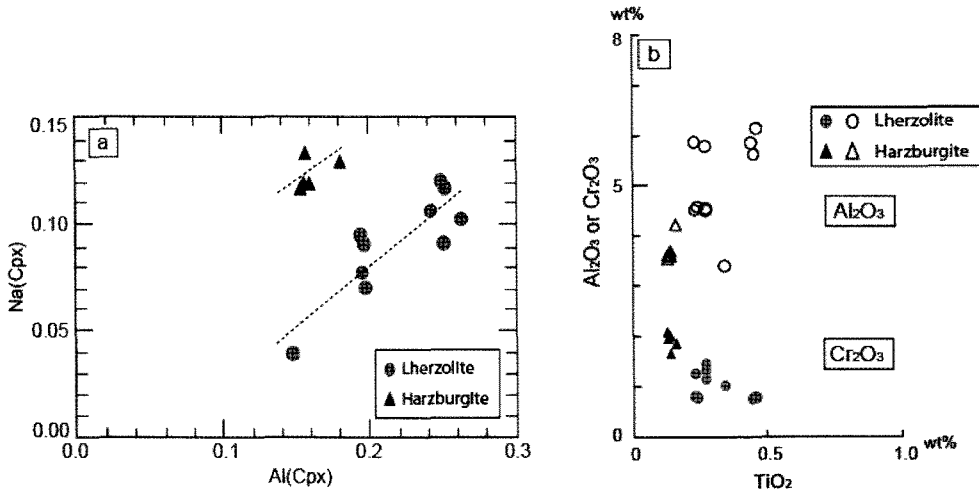 a
0.15
0.10
0.05
0.00
Na(Cpx)
0.0
0.1
0.2
0.3
Al(Cpx)
Lherzolite
Harzburgite
wt%
8
b
5
0
Al₂O₃ or Cr₂O₃
Lherzolite
Harzburgite
Al₂O₃
Cr₂O₃
0
0.5
1.0
wt%
TiO₂